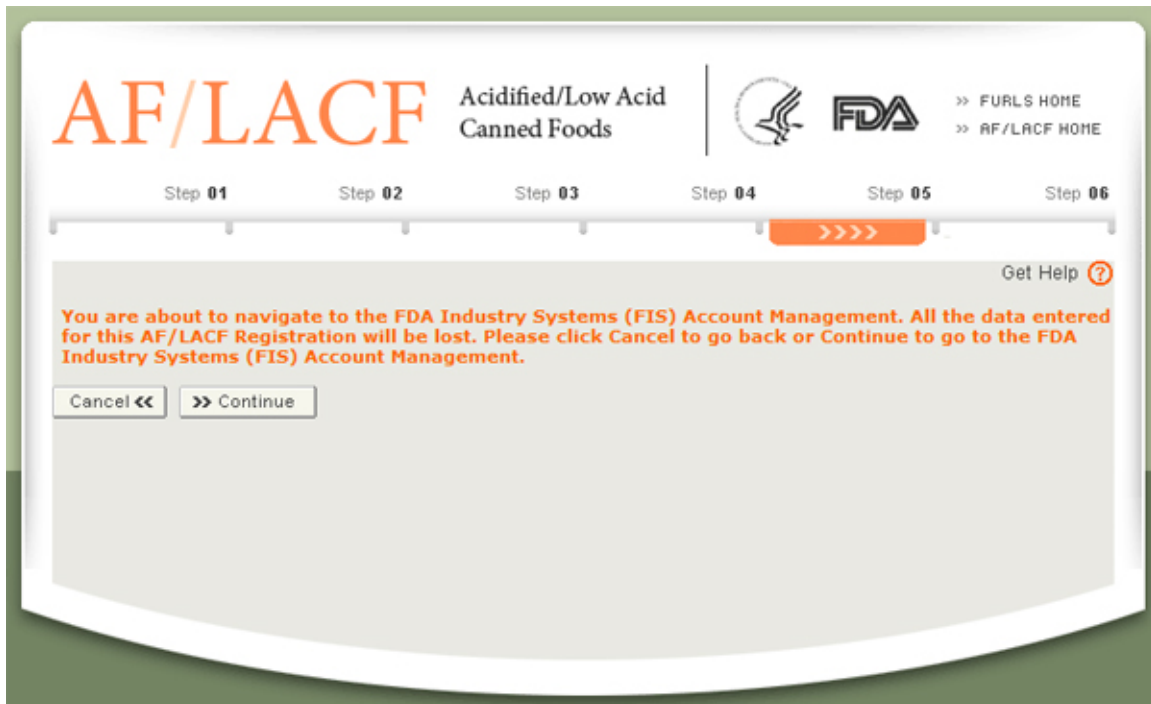 AF/LACF
Acidified/Low Acid
Canned Foods
FDA
>> FURLS HOME
>> AF/LACF HOME
Step 01 Step 02 Step 03 Step 04 Step 05 Step 06
>>>>
Get Help ?
You are about to navigate to the FDA Industry Systems (FIS) Account Management. All the data entered
for this AF/LACF Registration will be lost. Please click Cancel to go back or Continue to go to the FDA
Industry Systems (FIS) Account Management.
Cancel << >> Continue